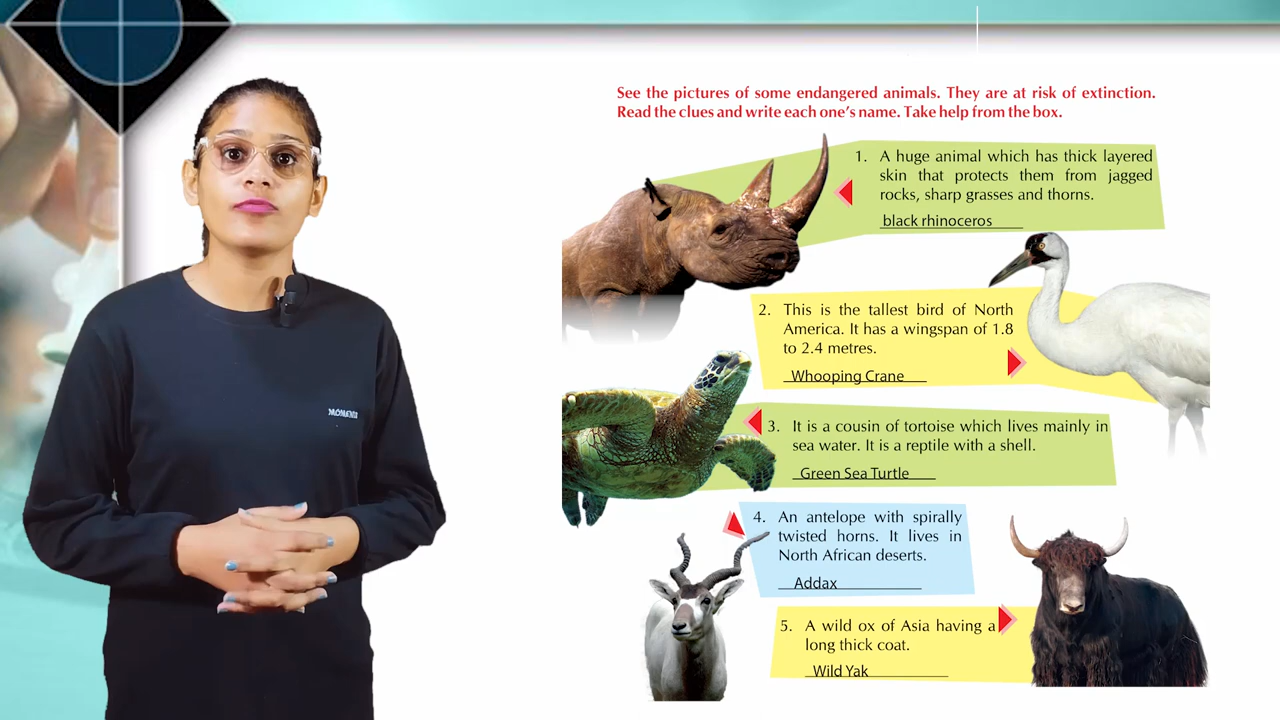 See the pictures of some endangered animals. They are at risk of extinction.
Read the clues and write each one's name. Take help from the box.
1. A huge animal which has thick layered
skin that protects them from jagged
rocks, sharp grasses and thorns.
black rhinoceros
2. This is the tallest bird of North
America. It has a wingspan of 1.8
to 2.4 metres.
Whooping Crane
3. It is a cousin of tortoise which lives mainly in
sea water. It is a reptile with a shell.
Green Sea Turtle
4. An antelope with spirally
twisted horns. It lives in
North African deserts.
Addax
5. A wild ox of Asia having a
long thick coat.
Wild Yak